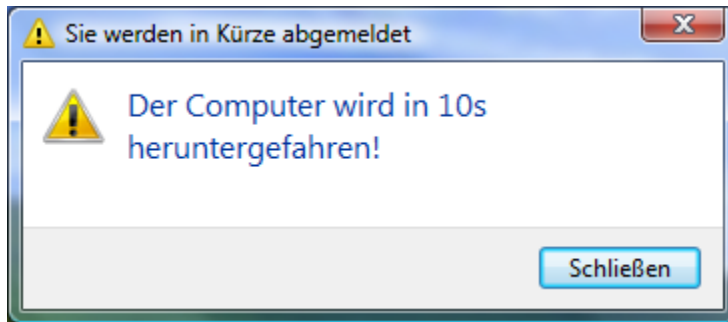 Sie werden in Kürze abgemeldet
Der Computer wird in 10s
heruntergefahren!
Schließen